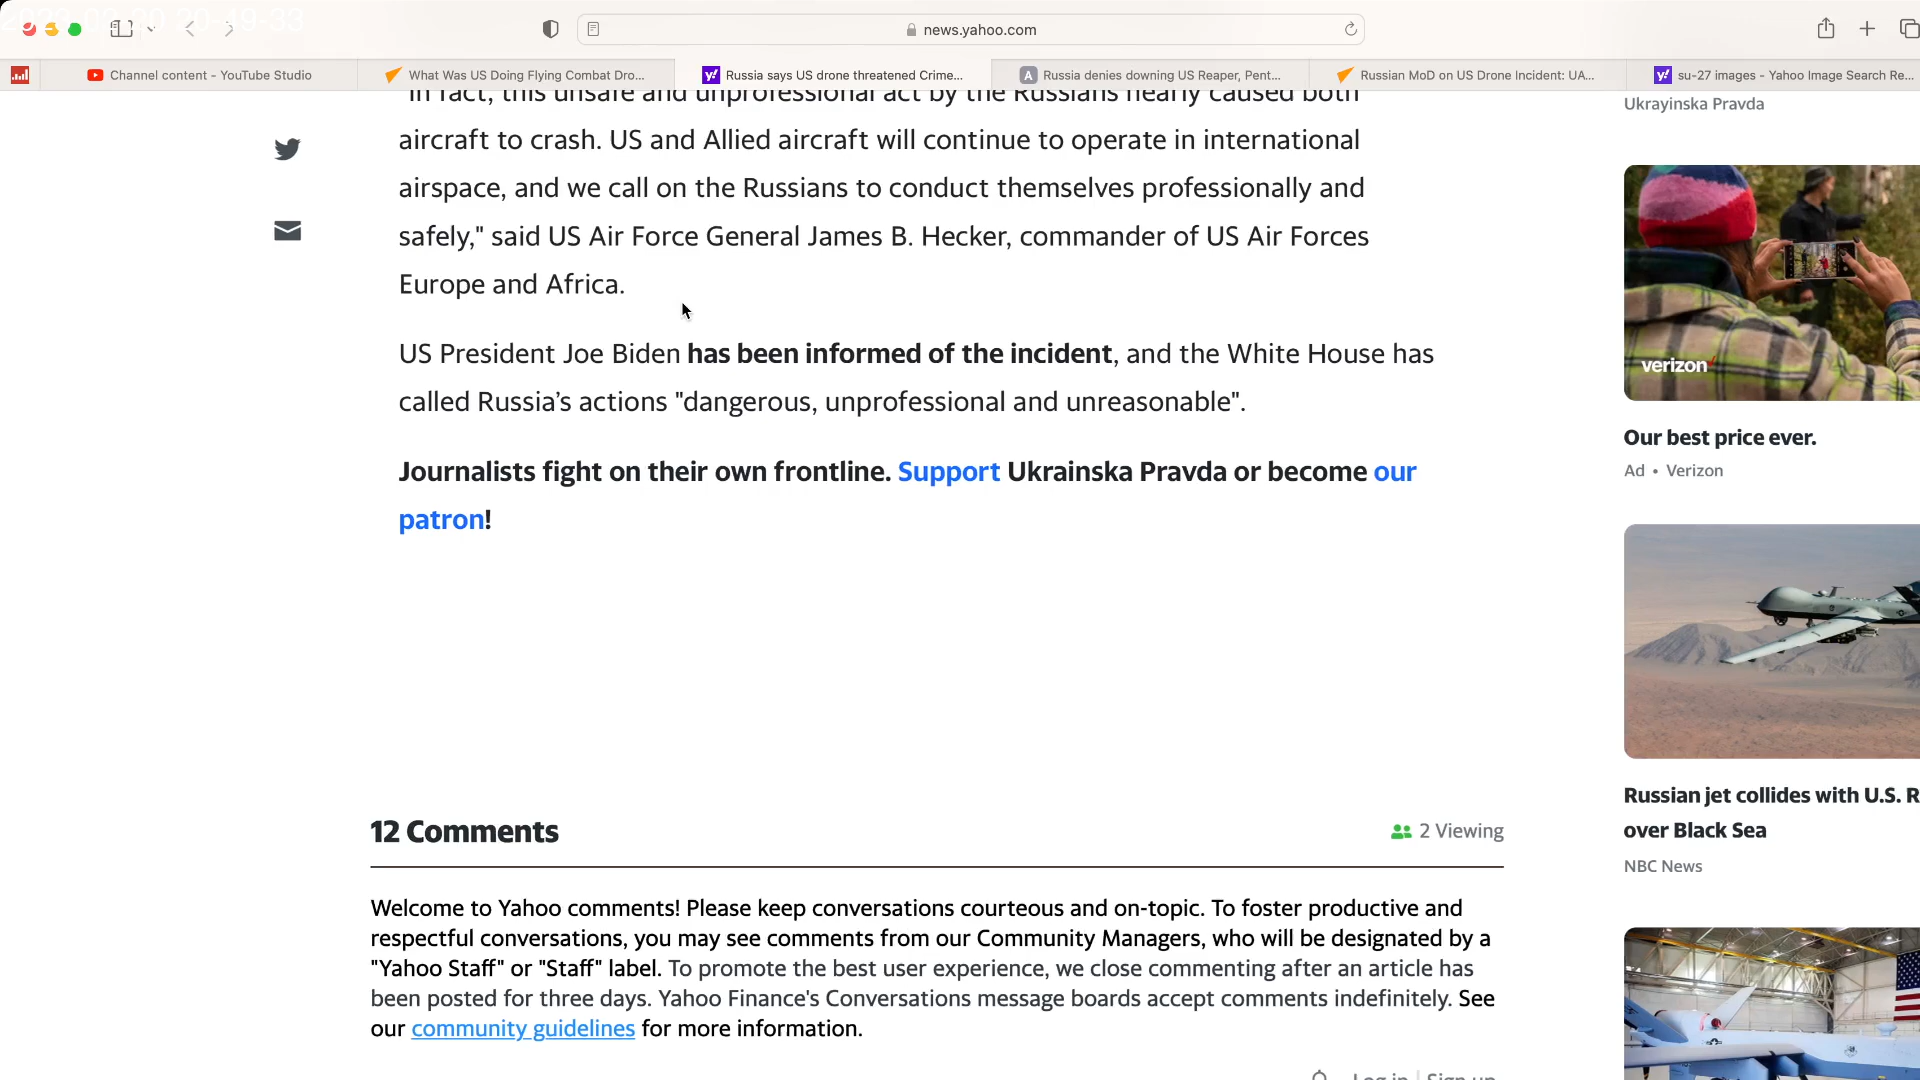 news.yahoo.com
Channel content - YouTube Studio
What Was US Doing Flying Combat Dro...
Russia says US drone threatened Crime...
Russia denies downing US Reaper, Pent...
Russian MoD on US Drone Incident: UA...
su-27 images - Yahoo Image Search Re...
"In fact, this unsafe and unprofessional act by the Russians nearly caused both
aircraft to crash. US and Allied aircraft will continue to operate in international
airspace, and we call on the Russians to conduct themselves professionally and
safely," said US Air Force General James B. Hecker, commander of US Air Forces
Europe and Africa.
US President Joe Biden has been informed of the incident, and the White House has
called Russia's actions "dangerous, unprofessional and unreasonable".
Journalists fight on their own frontline. Support Ukrainska Pravda or become our
patron!
12 Comments
2 Viewing
Welcome to Yahoo comments! Please keep conversations courteous and on-topic. To foster productive and
respectful conversations, you may see comments from our Community Managers, who will be designated by a
"Yahoo Staff" or "Staff" label. To promote the best user experience, we close commenting after an article has
been posted for three days. Yahoo Finance's Conversations message boards accept comments indefinitely. See
our community guidelines for more information.
Log in | Sign up
Ukrayinska Pravda
verizon
Our best price ever.
Ad • Verizon
Russian jet collides with U.S. R
over Black Sea
NBC News